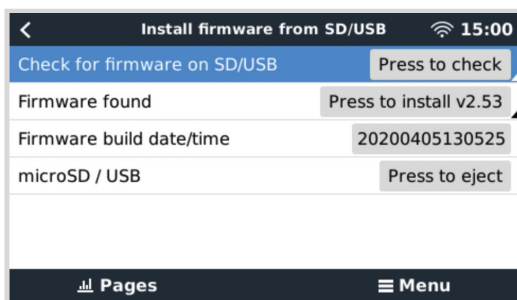 Install firmware from SD/USB 15:00
Check for firmware on SD/USB Press to check
Firmware found Press to install v2.53
Firmware build date/time 20200405130525
microSD / USB Press to eject
Pages Menu